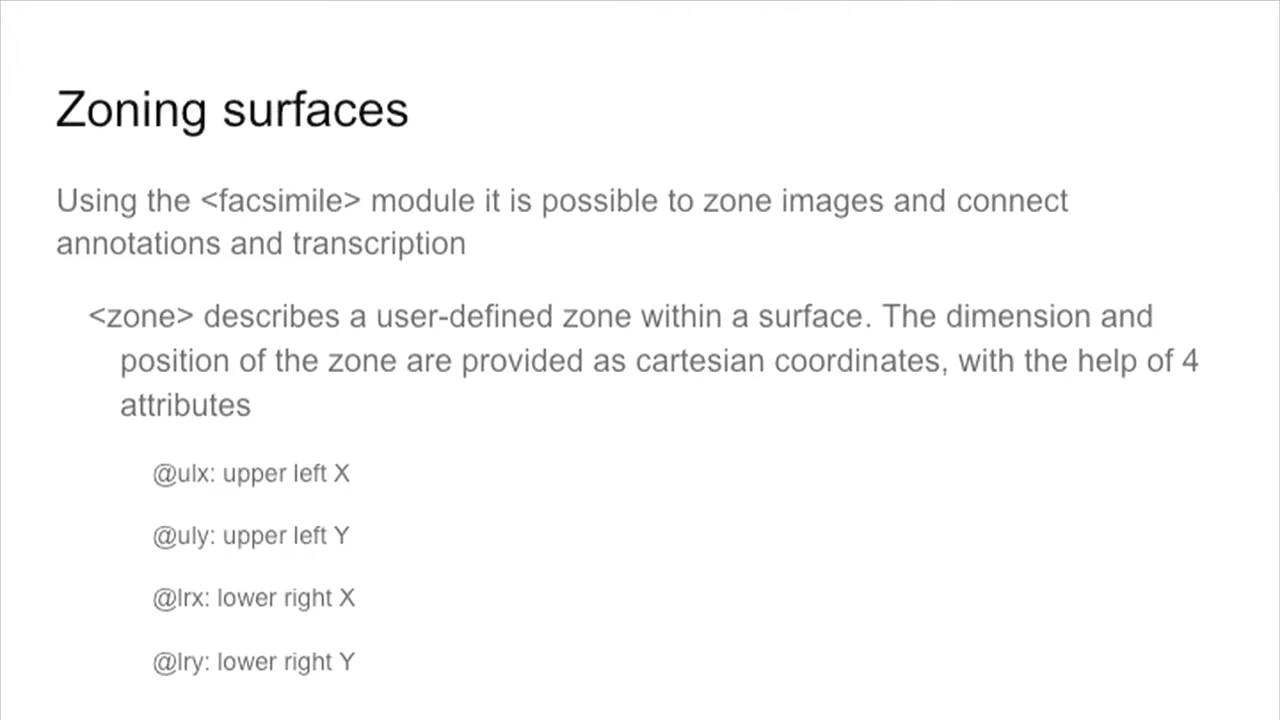 Zoning surfaces
Using the <facsimile> module it is possible to zone images and connect
annotations and transcription
<zone> describes a user-defined zone within a surface. The dimension and
position of the zone are provided as cartesian coordinates, with the help of 4
attributes
@ulx: upper left X
@uly: upper left Y
@lrx: lower right X
@lry: lower right Y